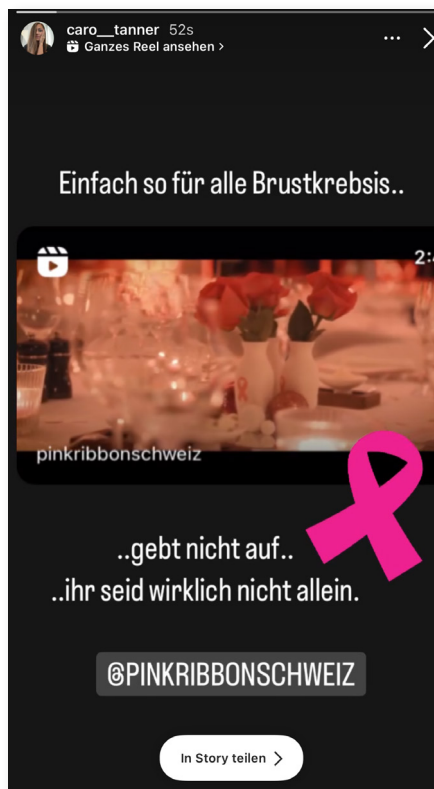 caro__tanner 52s
Ganzes Reel ansehen >
Einfach so für alle Brustkrebsis..
pinkribbonschweiz
..gebt nicht auf..
..ihr seid wirklich nicht allein.
@PINKRIBBONSCHWEIZ
In Story teilen >